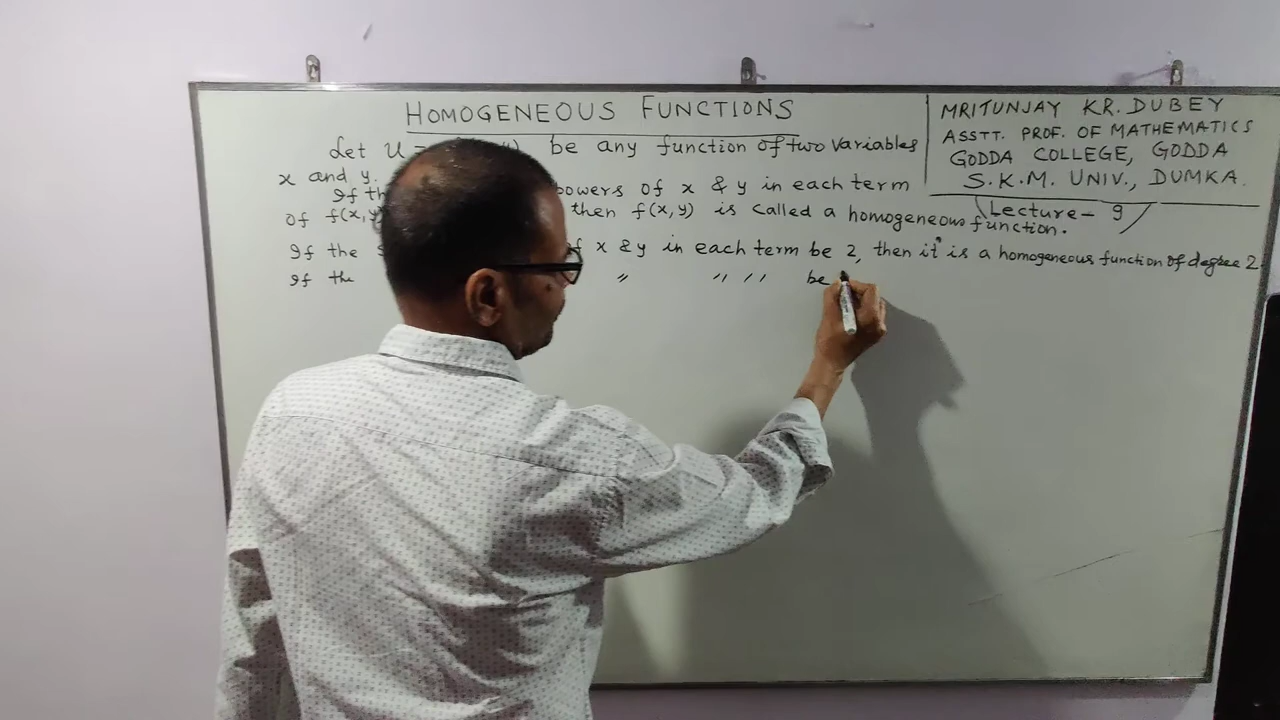 HOMOGENEOUS FUNCTIONS
Let u = be any function of two variables
x and y.
If th powers of x & y in each term
of f(x,y then f(x,y) is called a homogeneous function.
If the of x & y in each term be 2, then it is a homogeneous function of degree 2
If the " " " " be
MRITUNJAY KR. DUBEY
ASSTT. PROF. OF MATHEMATICS
GODDA COLLEGE, GODDA
S.K.M. UNIV., DUMKA.
Lecture - 9